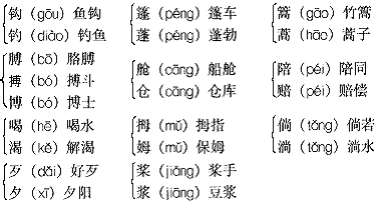 钩（gōu）鱼钩 篷（péng）篷车 篙（gāo）竹篙
钓（diào）钓鱼 蓬（péng）蓬勃 蒿（hāo）蒿子
膊（bǒ）胳膊
舱（cāng）船舱 陪（péi）陪同
搏（bó）搏斗
仓（cāng）仓库 赔（péi）赔偿
博（bó）博士
喝（hē）喝水 拇（mǔ）拇指 倘（tǎng）倘若
渴（kě）解渴 姆（mǔ）保姆 淌（tǎng）淌水
歹（dǎi）好歹 桨（jiǎng）桨手
夕（xī）夕阳 浆（jiāng）豆浆